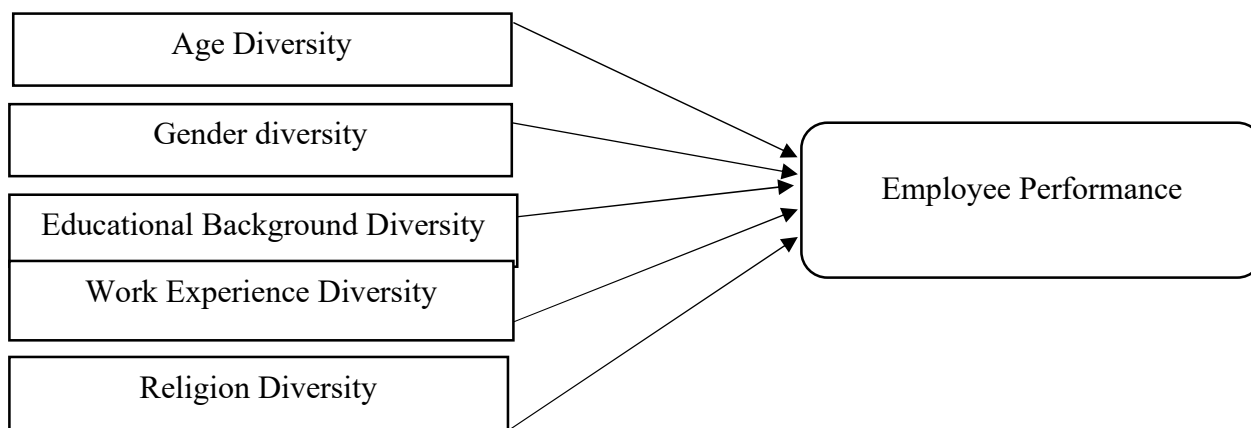 Age Diversity
Gender diversity
Educational Background Diversity
Work Experience Diversity
Religion Diversity
Employee Performance